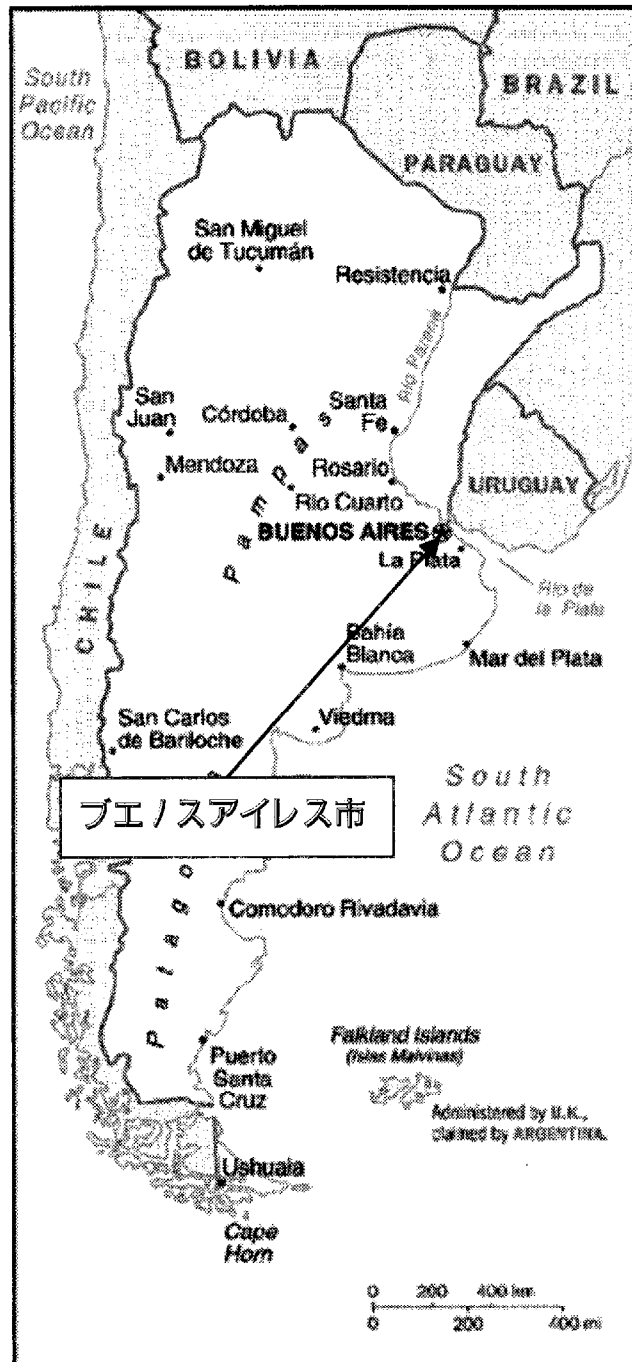 BOLIVIA
South
Pacific
Ocean
BRAZIL
PARAGUAY
San Miguel
de Tucumán
Resistencia
Río Paraná
San
Juan
Córdoba
Santa
Fe
Mendoza
Rosario
Río Cuarto
Pampas
URUGUAY
BUENOS AIRES
La Plata
Río de
la Plata
CHILE
Bahía
Blanca
Mar del Plata
San Carlos
de Bariloche
Viedma
South
Atlantic
Ocean
ブエノスアイレス市
Patago
Comodoro Rivadavia
Puerto
Santa
Cruz
Falkland Islands
(Islas Malvinas)
Administered by U.K.,
claimed by ARGENTINA.
Ushuaia
Cape
Horn
0 200 400 km
0 200 400 mi